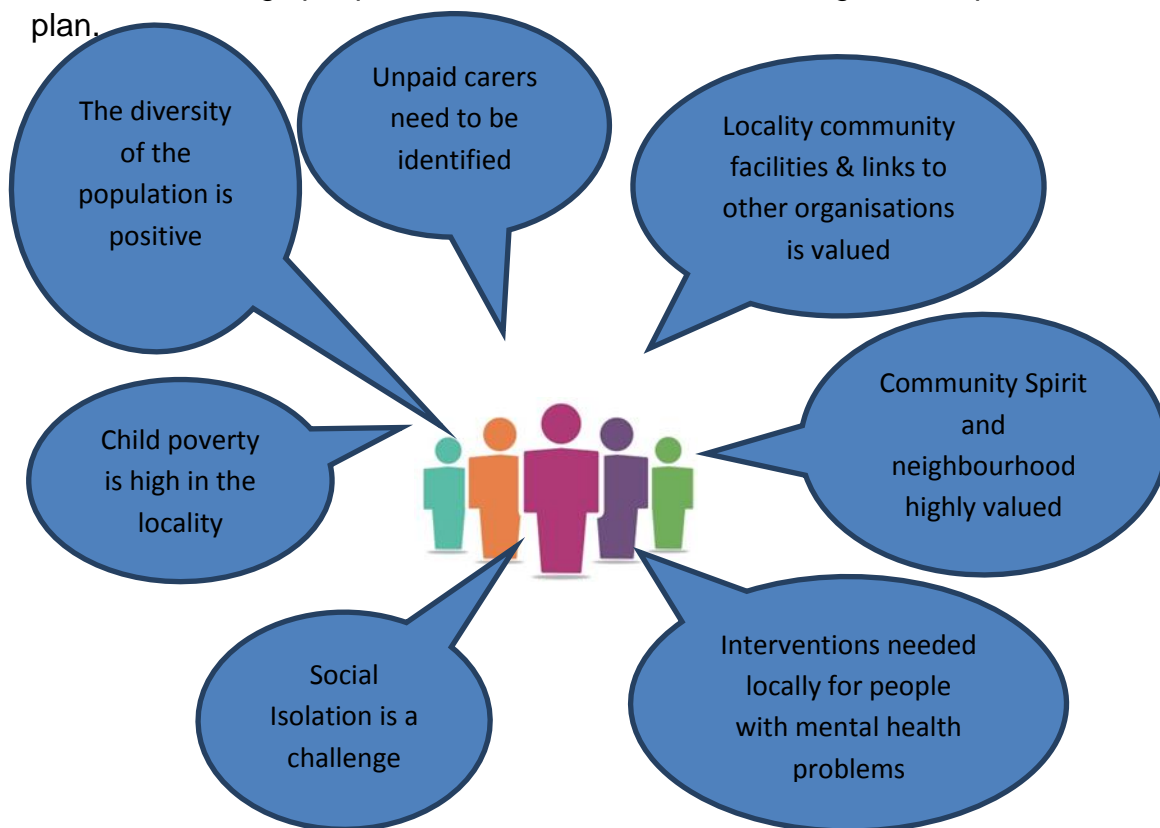 plan.
The diversity
of the
population is
positive
Unpaid carers
need to be
identified
Locality community
facilities & links to
other organisations
is valued
Child poverty
is high in the
locality
Community Spirit
and
neighbourhood
highly valued
Social
Isolation is a
challenge
Interventions needed
locally for people
with mental health
problems